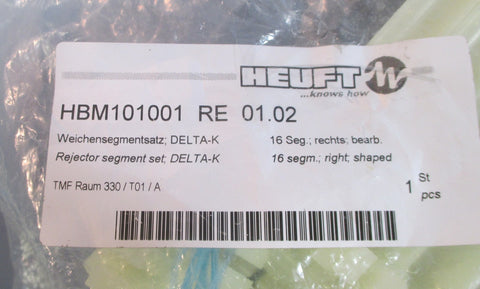 HEUFT
...knows how
HBM101001 RE 01.02
Weichensegmentsatz; DELTA-K 16 Seg.; rechts; bearb.
Rejector segment set; DELTA-K 16 segm.; right; shaped
TMF Raum 330 / T01 / A
1 St
pcs